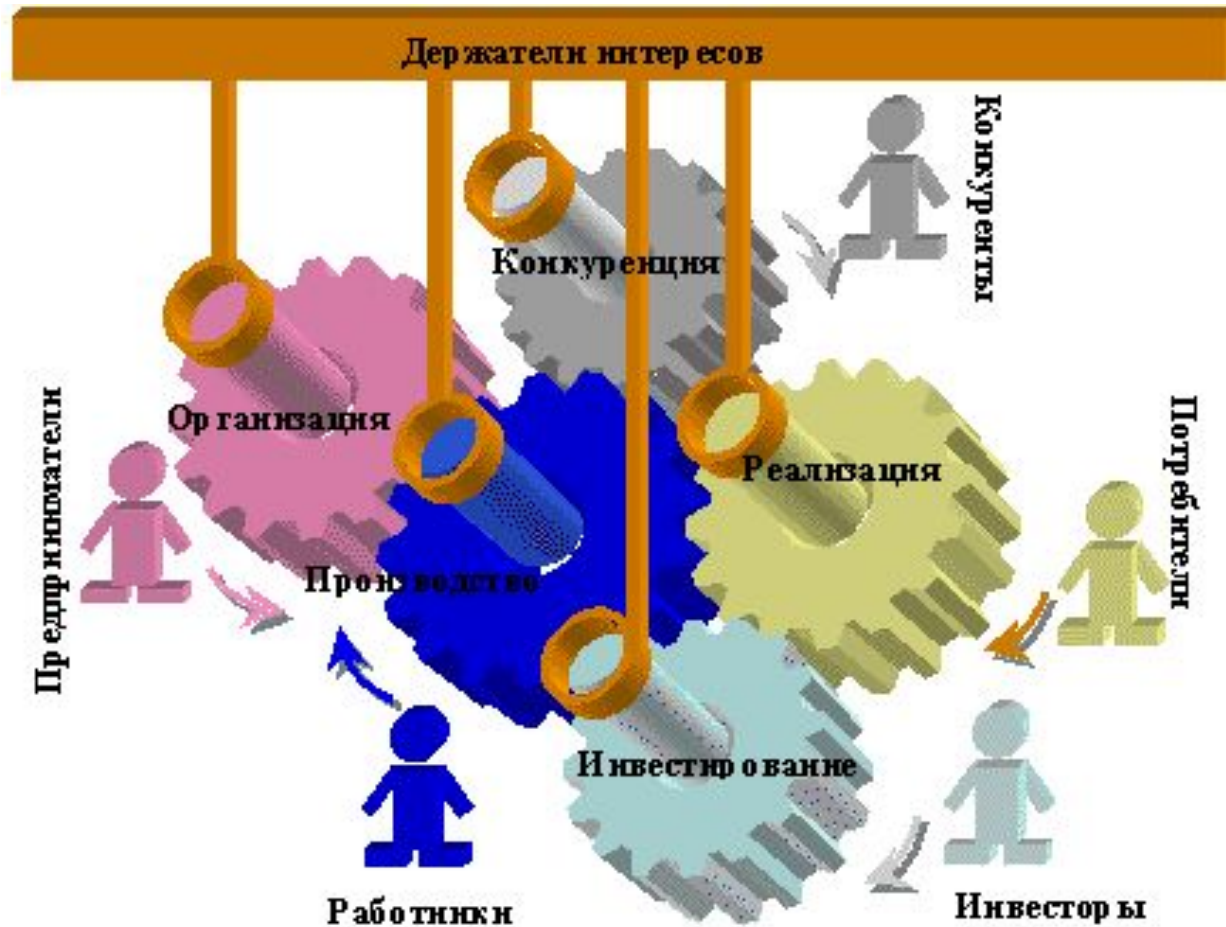 Держатели интересов
Конкуренты
Конкуренция
Организация
Реализация
Предприниматели
Потребители
Производство
Инвестирование
Работники
Инвесторы